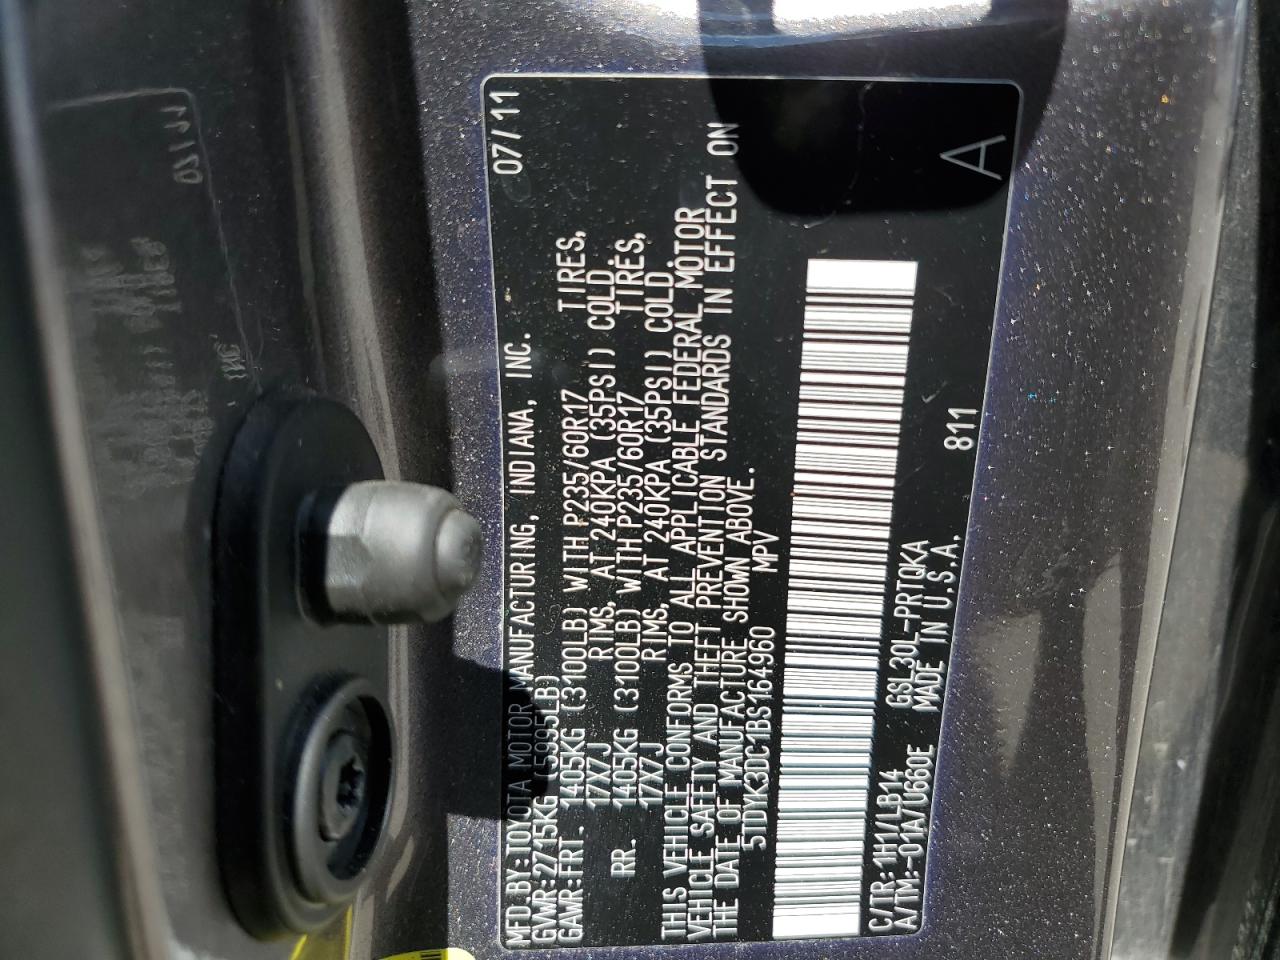 MFD.BY:TOYOTA MOTOR MANUFACTURING, INDIANA, INC. 07/11
GVWR:2715KG (5995LB)
GAWR:FRT. 1405KG (3100LB) WITH P235/60R17 TIRES,
17X7J RIMS, AT 240KPA (35PSI) COLD
RR. 1405KG (3100LB) WITH P235/60R17 TIRES,
17X7J RIMS, AT 240KPA (35PSI) COLD.
THIS VEHICLE CONFORMS TO ALL APPLICABLE FEDERAL MOTOR
VEHICLE SAFETY AND THEFT PREVENTION STANDARDS IN EFFECT ON
THE DATE OF MANUFACTURE SHOWN ABOVE.
5TDYK3DC1BS164960 MPV
C/TR:1H1/LB14 GSL30L-PRTQKA
A/TM:-01A/U660E MADE IN U.S.A. 811
A